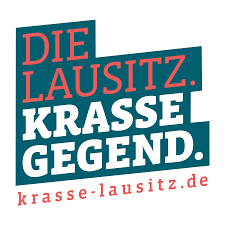 DIE
LAUSITZ.
KRASSE
GEGEND.
krasse-lausitz.de